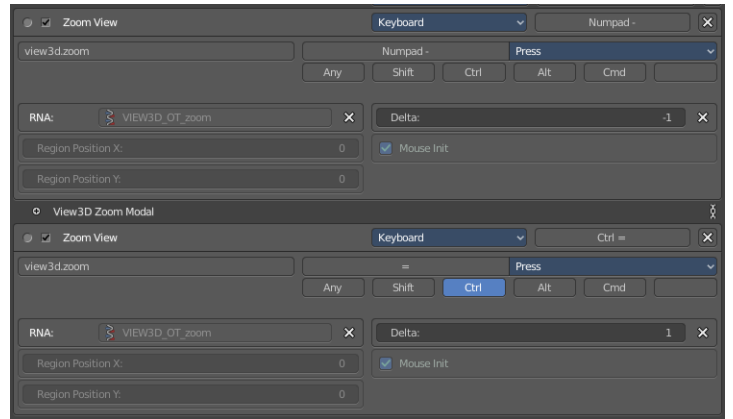 Zoom View Keyboard Numpad -
view3d.zoom Numpad - Press
Any Shift Ctrl Alt Cmd
RNA: VIEW3D_OT_zoom Delta: -1
Region Position X: 0 Mouse Init
Region Position Y: 0
View3D Zoom Modal
Zoom View Keyboard Ctrl =
view3d.zoom = Press
Any Shift Ctrl Alt Cmd
RNA: VIEW3D_OT_zoom Delta: 1
Region Position X: 0 Mouse Init
Region Position Y: 0